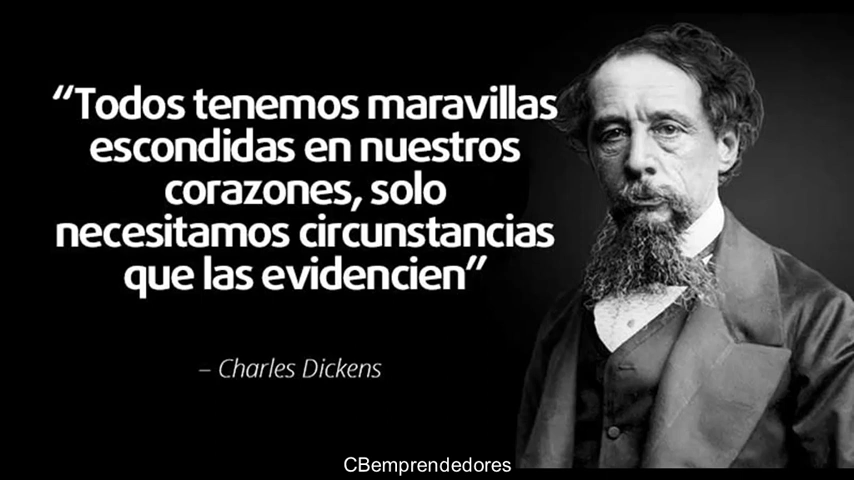 “Todos tenemos maravillas
escondidas en nuestros
corazones, solo
necesitamos circunstancias
que las evidencien”
– Charles Dickens
CBemprendedores